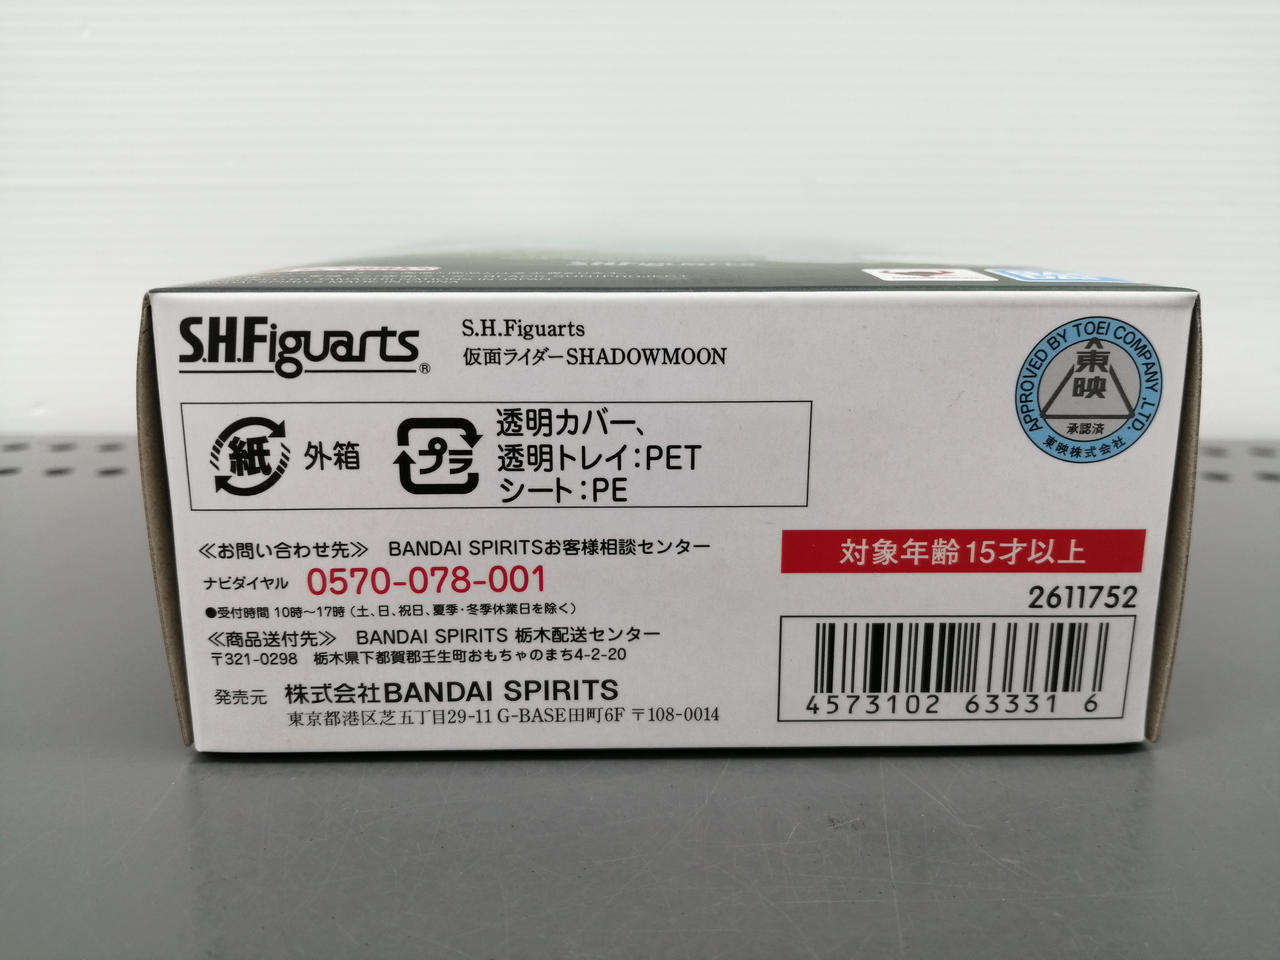 S.H.Figuarts
S.H.Figuarts®
S.H.Figuarts
仮面ライダーSHADOWMOON
APPROVED BY TOEI COMPANY ,LTD.
東映
承認済
東映株式会社
紙 外箱
プラ
透明カバー、
透明トレイ:PET
シート:PE
≪お問い合わせ先≫ BANDAI SPIRITSお客様相談センター
ナビダイヤル 0570-078-001
●受付時間 10時〜17時(土、日、祝日、夏季・冬季休業日を除く)
≪商品送付先≫ BANDAI SPIRITS 栃木配送センター
〒321-0298 栃木県下都賀郡壬生町おもちゃのまち4-2-20
発売元 株式会社BANDAI SPIRITS
東京都港区芝五丁目29-11 G-BASE田町6F 〒108-0014
対象年齢15才以上
2611752
4573102 63331 6